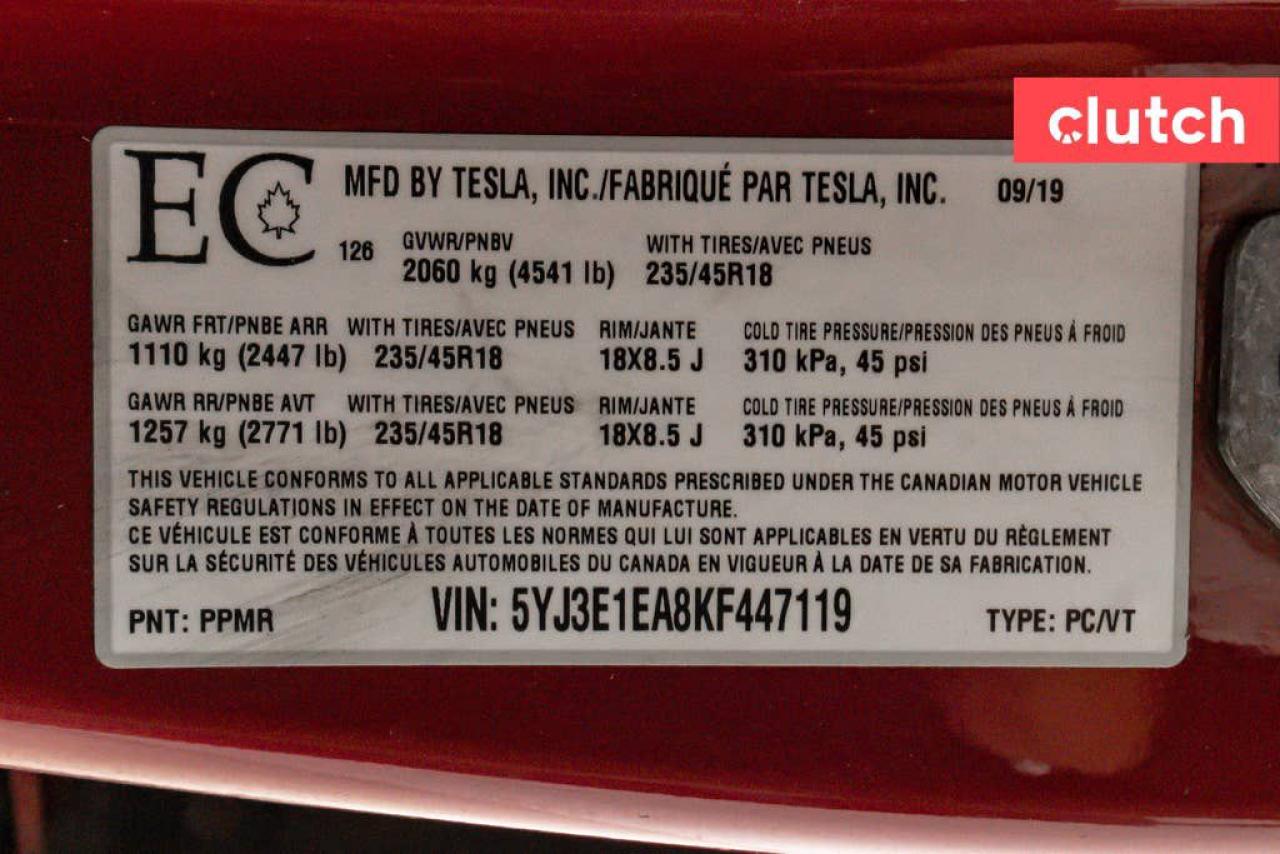 clutch
EC MFD BY TESLA, INC./FABRIQUÉ PAR TESLA, INC. 09/19
126 GVWR/PNBV WITH TIRES/AVEC PNEUS
2060 kg (4541 lb) 235/45R18
GAWR FRT/PNBE ARR WITH TIRES/AVEC PNEUS RIM/JANTE COLD TIRE PRESSURE/PRESSION DES PNEUS À FROID
1110 kg (2447 lb) 235/45R18 18X8.5 J 310 kPa, 45 psi
GAWR RR/PNBE AVT WITH TIRES/AVEC PNEUS RIM/JANTE COLD TIRE PRESSURE/PRESSION DES PNEUS À FROID
1257 kg (2771 lb) 235/45R18 18X8.5 J 310 kPa, 45 psi
THIS VEHICLE CONFORMS TO ALL APPLICABLE STANDARDS PRESCRIBED UNDER THE CANADIAN MOTOR VEHICLE
SAFETY REGULATIONS IN EFFECT ON THE DATE OF MANUFACTURE.
CE VÉHICULE EST CONFORME À TOUTES LES NORMES QUI LUI SONT APPLICABLES EN VERTU DU RÈGLEMENT
SUR LA SÉCURITÉ DES VÉHICULES AUTOMOBILES DU CANADA EN VIGUEUR À LA DATE DE SA FABRICATION.
PNT: PPMR VIN: 5YJ3E1EA8KF447119 TYPE: PC/VT